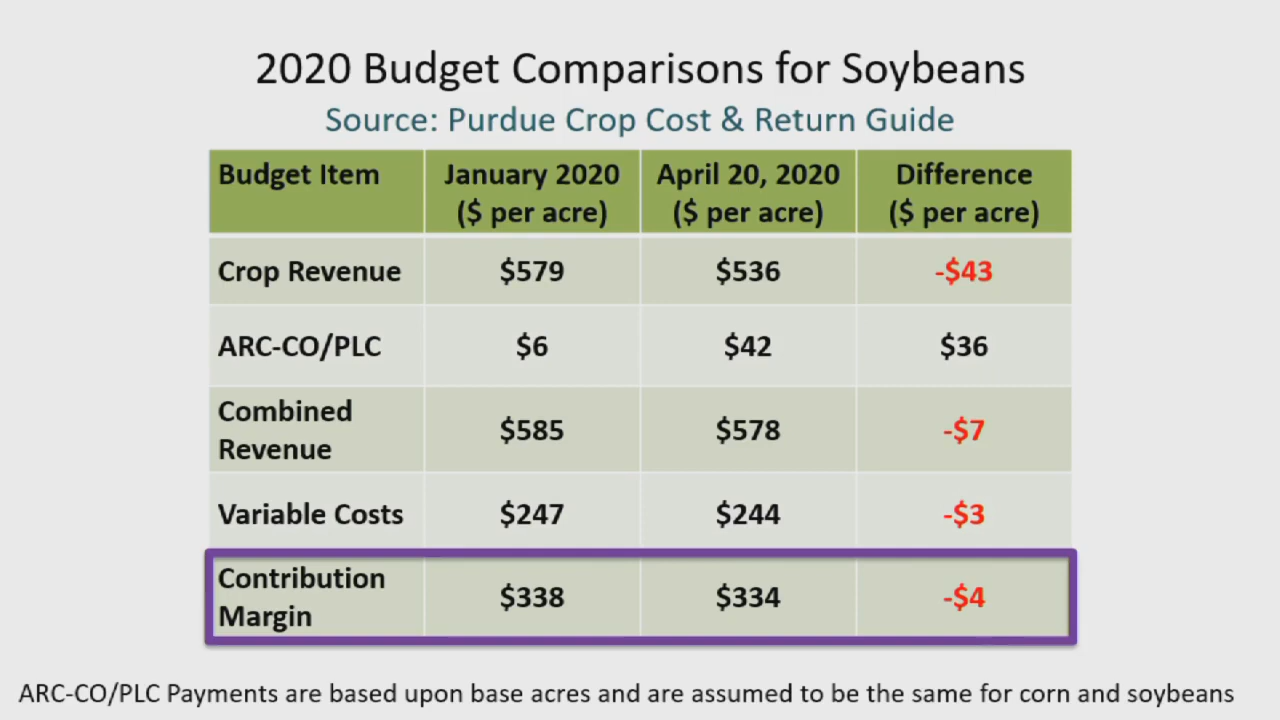 2020 Budget Comparisons for Soybeans
Source: Purdue Crop Cost & Return Guide
Budget Item January 2020 April 20, 2020 Difference
($ per acre) ($ per acre) ($ per acre)
Crop Revenue $579 $536 -$43
ARC-CO/PLC $6 $42 $36
Combined
Revenue $585 $578 -$7
Variable Costs $247 $244 -$3
Contribution
Margin $338 $334 -$4
ARC-CO/PLC Payments are based upon base acres and are assumed to be the same for corn and soybeans